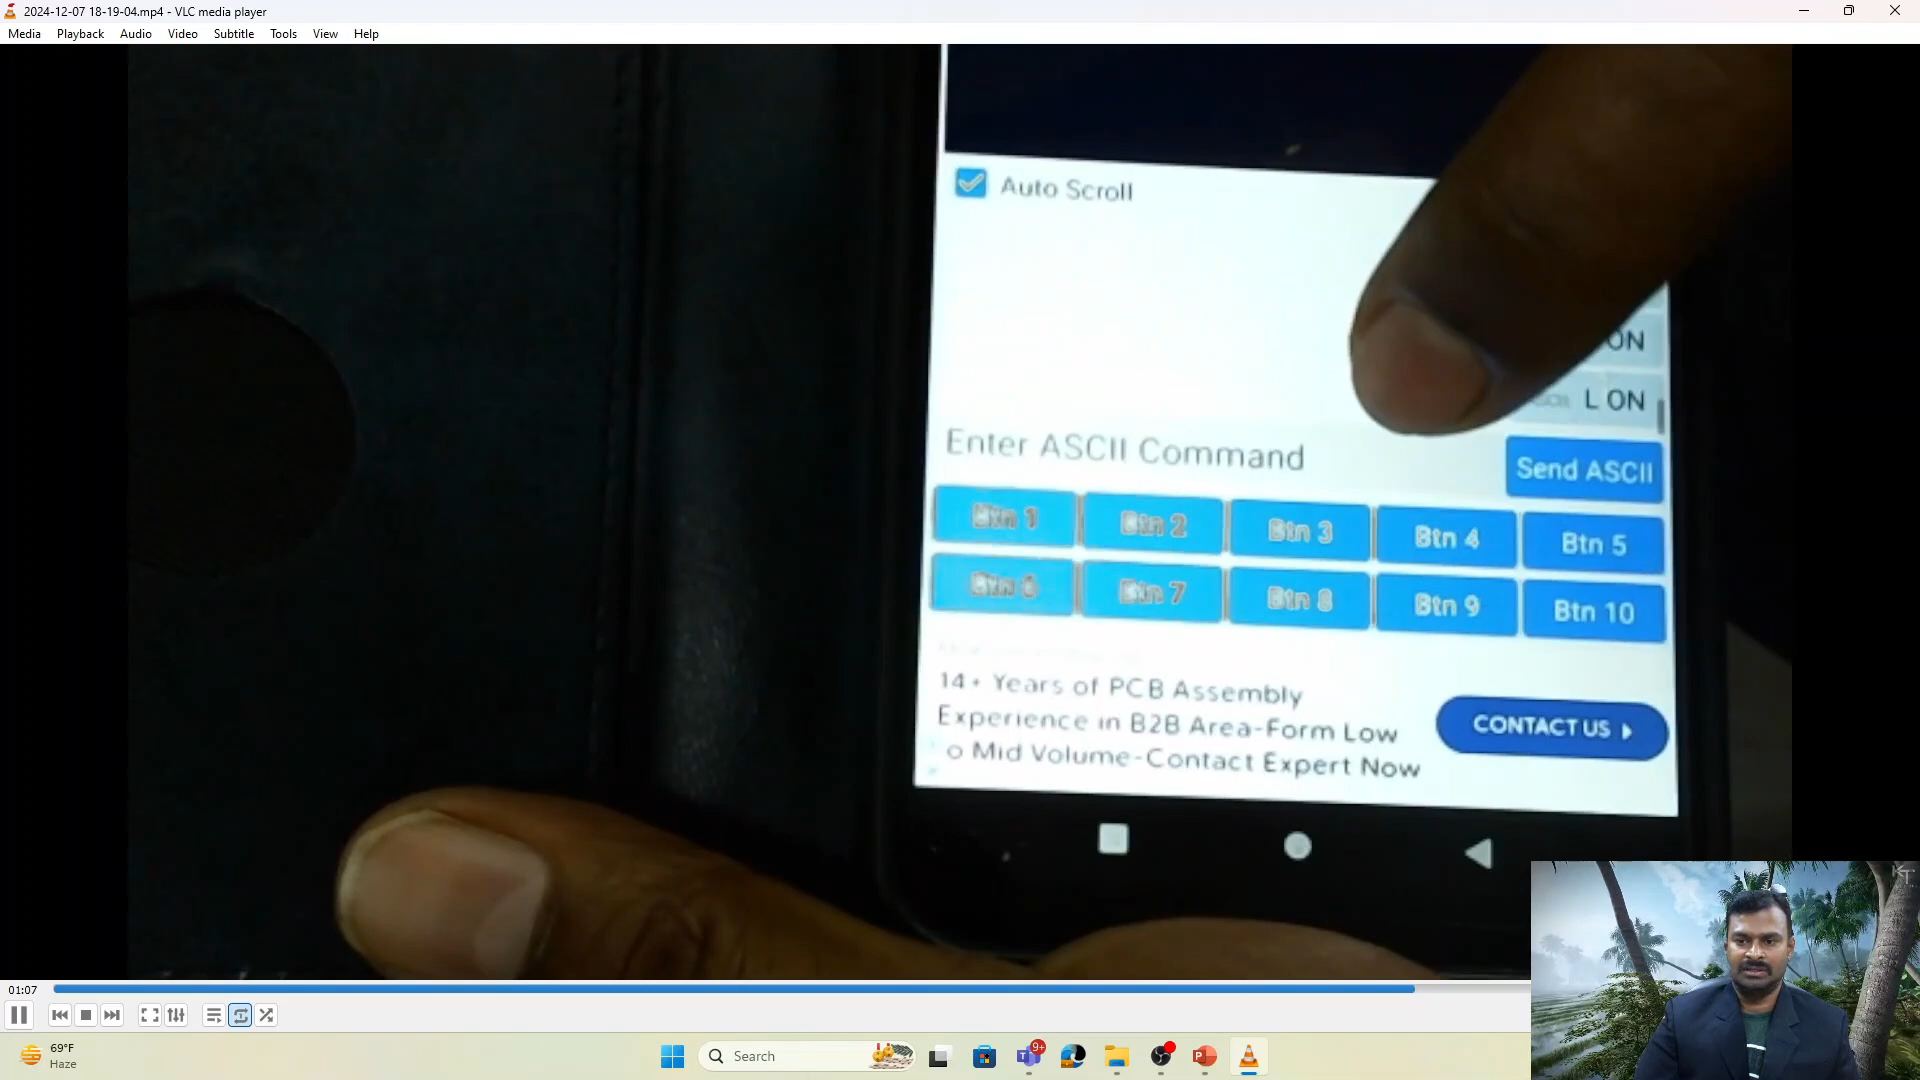 2024-12-07 18-19-04.mp4 - VLC media player
Media Playback Audio Video Subtitle Tools View Help
Auto Scroll
ON
L ON
Enter ASCII Command
Send ASCII
Btn 1 Btn 2 Btn 3 Btn 4 Btn 5
Btn 6 Btn 7 Btn 8 Btn 9 Btn 10
14+ Years of PCB Assembly
Experience in B2B Area-Form Low
o Mid Volume-Contact Expert Now
CONTACT US
01:07
69°F
Haze
Search
9+